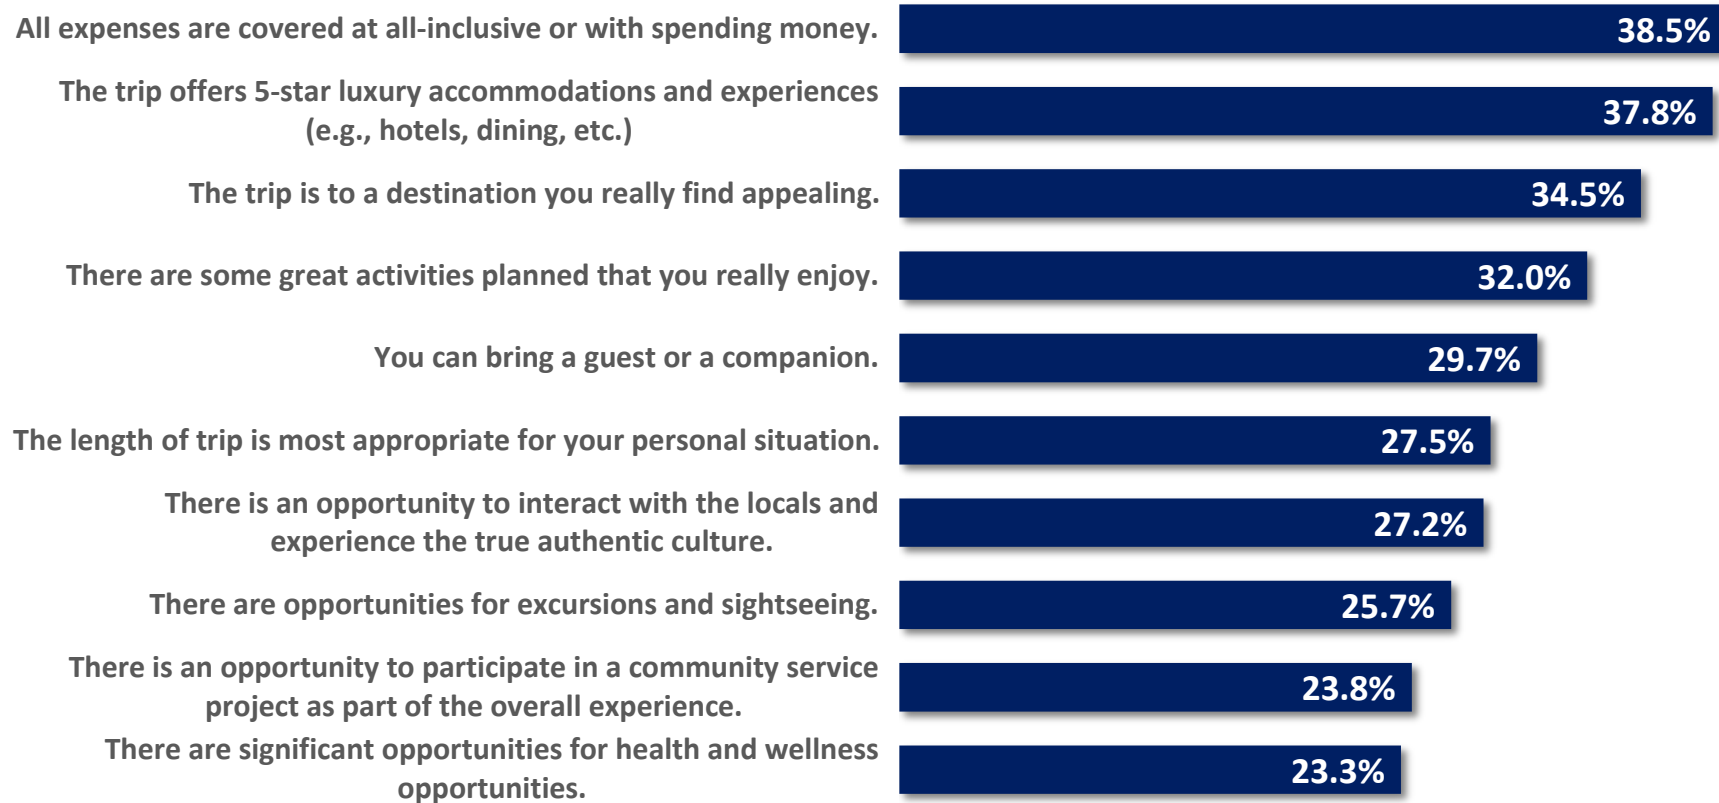 All expenses are covered at all-inclusive or with spending money.
38.5%
The trip offers 5-star luxury accommodations and experiences
(e.g., hotels, dining, etc.)
37.8%
The trip is to a destination you really find appealing.
34.5%
There are some great activities planned that you really enjoy.
32.0%
You can bring a guest or a companion.
29.7%
The length of trip is most appropriate for your personal situation.
27.5%
There is an opportunity to interact with the locals and
experience the true authentic culture.
27.2%
There are opportunities for excursions and sightseeing.
25.7%
There is an opportunity to participate in a community service
project as part of the overall experience.
23.8%
There are significant opportunities for health and wellness
opportunities.
23.3%